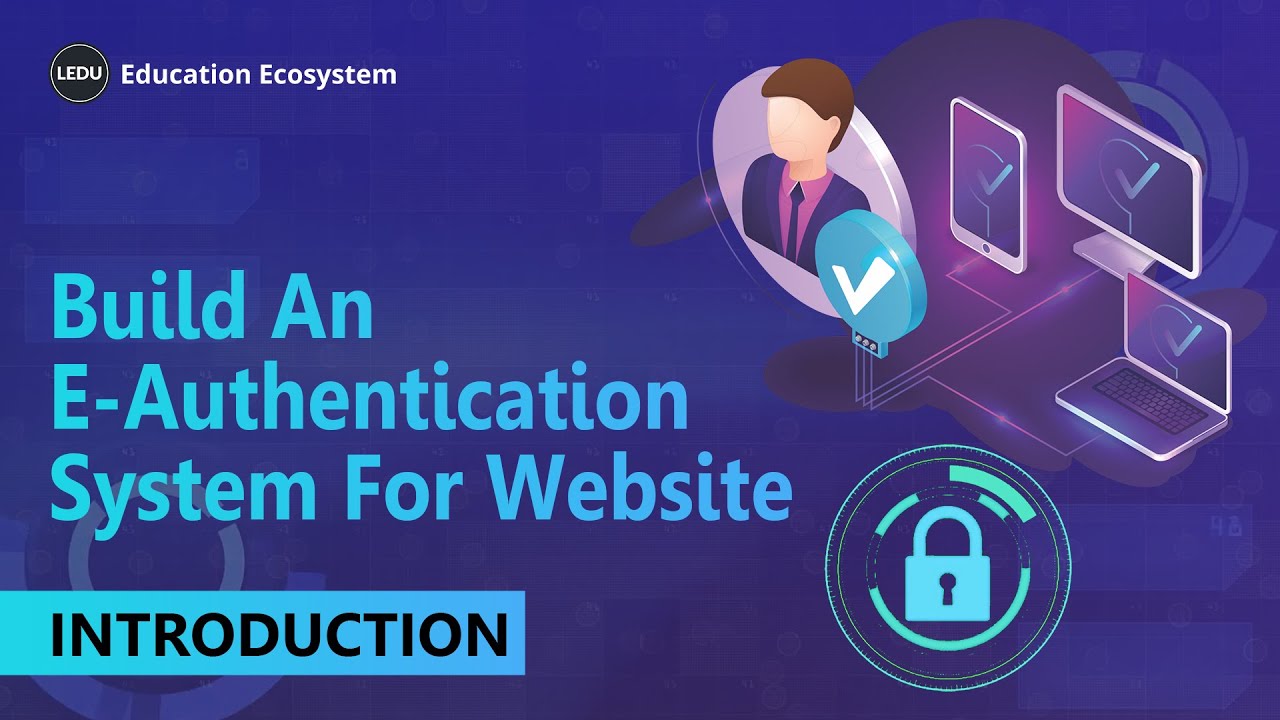 LEDU Education Ecosystem
Build An
E-Authentication
System For Website
INTRODUCTION